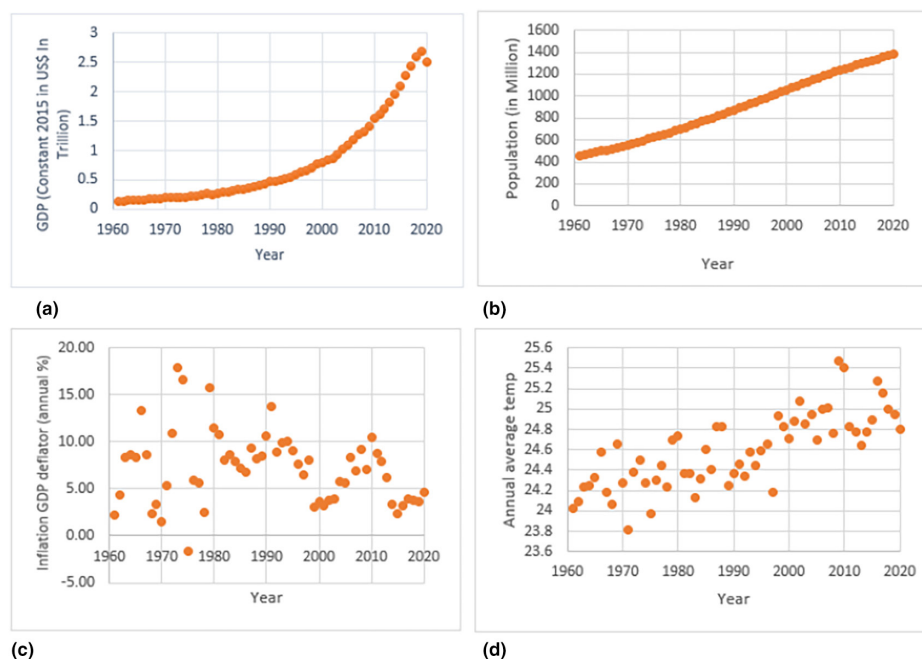 GDP (Constant 2015 in US$ In
Trillion)
3
2.5
2
1.5
1
0.5
0
1960 1970 1980 1990 2000 2010 2020
Year
(a)
Population (in Million)
1600
1400
1200
1000
800
600
400
200
0
1960 1970 1980 1990 2000 2010 2020
Year
(b)
Inflation GDP deflator (annual %)
20.00
15.00
10.00
5.00
0.00
-5.00
1960 1970 1980 1990 2000 2010 2020
Year
(c)
Annual average temp
25.6
25.4
25.2
25
24.8
24.6
24.4
24.2
24
23.8
23.6
1960 1970 1980 1990 2000 2010 2020
Year
(d)